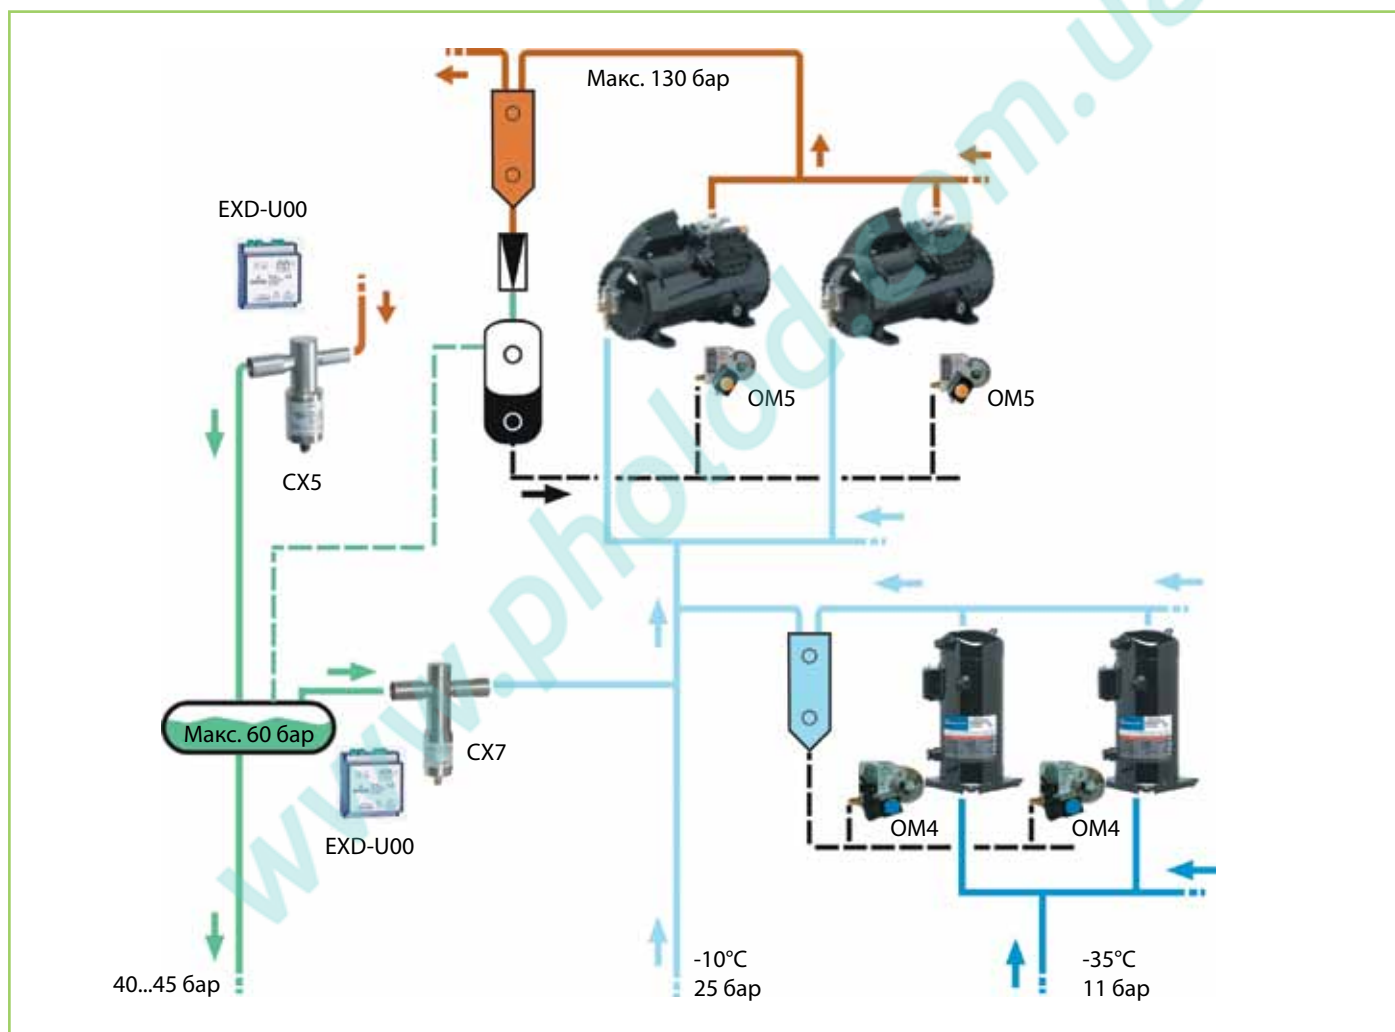 Макс. 130 бар
EXD-U00
OM5
OM5
CX5
Макс. 60 бар
CX7
EXD-U00
OM4
OM4
-10°C
25 бар
-35°C
11 бар
40...45 бар
www.pholod.com.ua